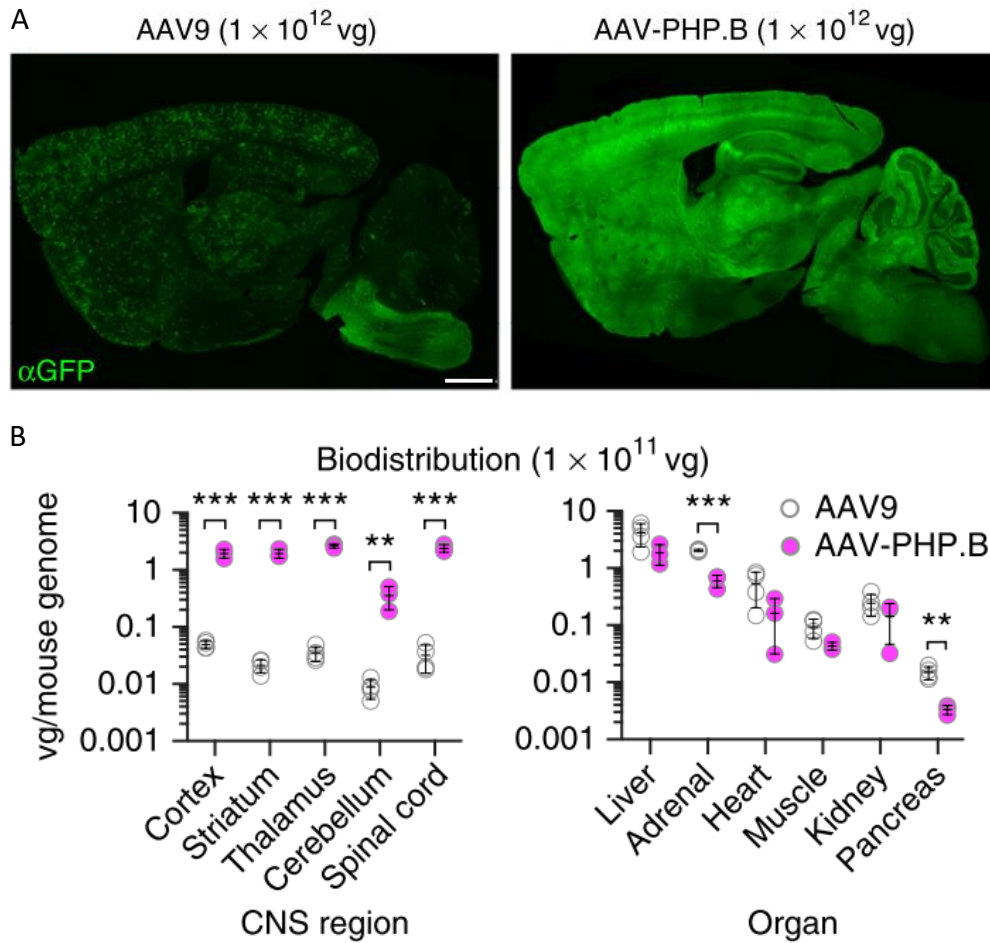 A
AAV9 (1 × 10¹² vg)
AAV-PHP.B (1 × 10¹² vg)
αGFP
B
Biodistribution (1 × 10¹¹ vg)
vg/mouse genome
10
1
0.1
0.01
0.001
***
***
***
**
***
Cortex
Striatum
Thalamus
Cerebellum
Spinal cord
CNS region
10
1
0.1
0.01
0.001
***
**
AAV9
AAV-PHP.B
Liver
Adrenal
Heart
Muscle
Kidney
Pancreas
Organ